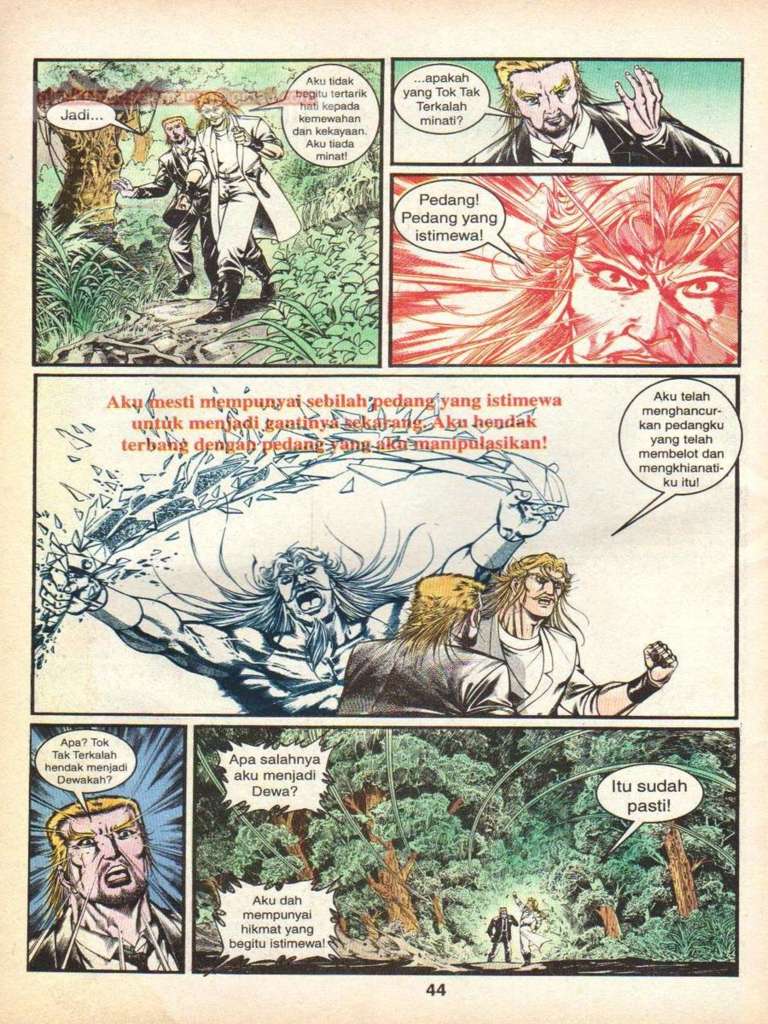 Jadi...
Aku tidak
begitu tertarik
hati kepada
kemewahan
dan kekayaan.
Aku tiada
minat!
...apakah
yang Tok Tak
Terkalah
minati?
Pedang!
Pedang yang
istimewa!
Aku mesti mempunyai sebilah pedang yang istimewa
untuk menjadi gantinya sekarang. Aku hendak
terbang dengan pedang yang aku manipulasikan!
Aku telah
menghancur-
kan pedangku
yang telah
membelot dan
mengkhianati-
ku itu!
Apa? Tok
Tak Terkalah
hendak menjadi
Dewakah?
Apa salahnya
aku menjadi
Dewa?
Itu sudah
pasti!
Aku dah
mempunyai
hikmat yang
begitu istimewa!
44